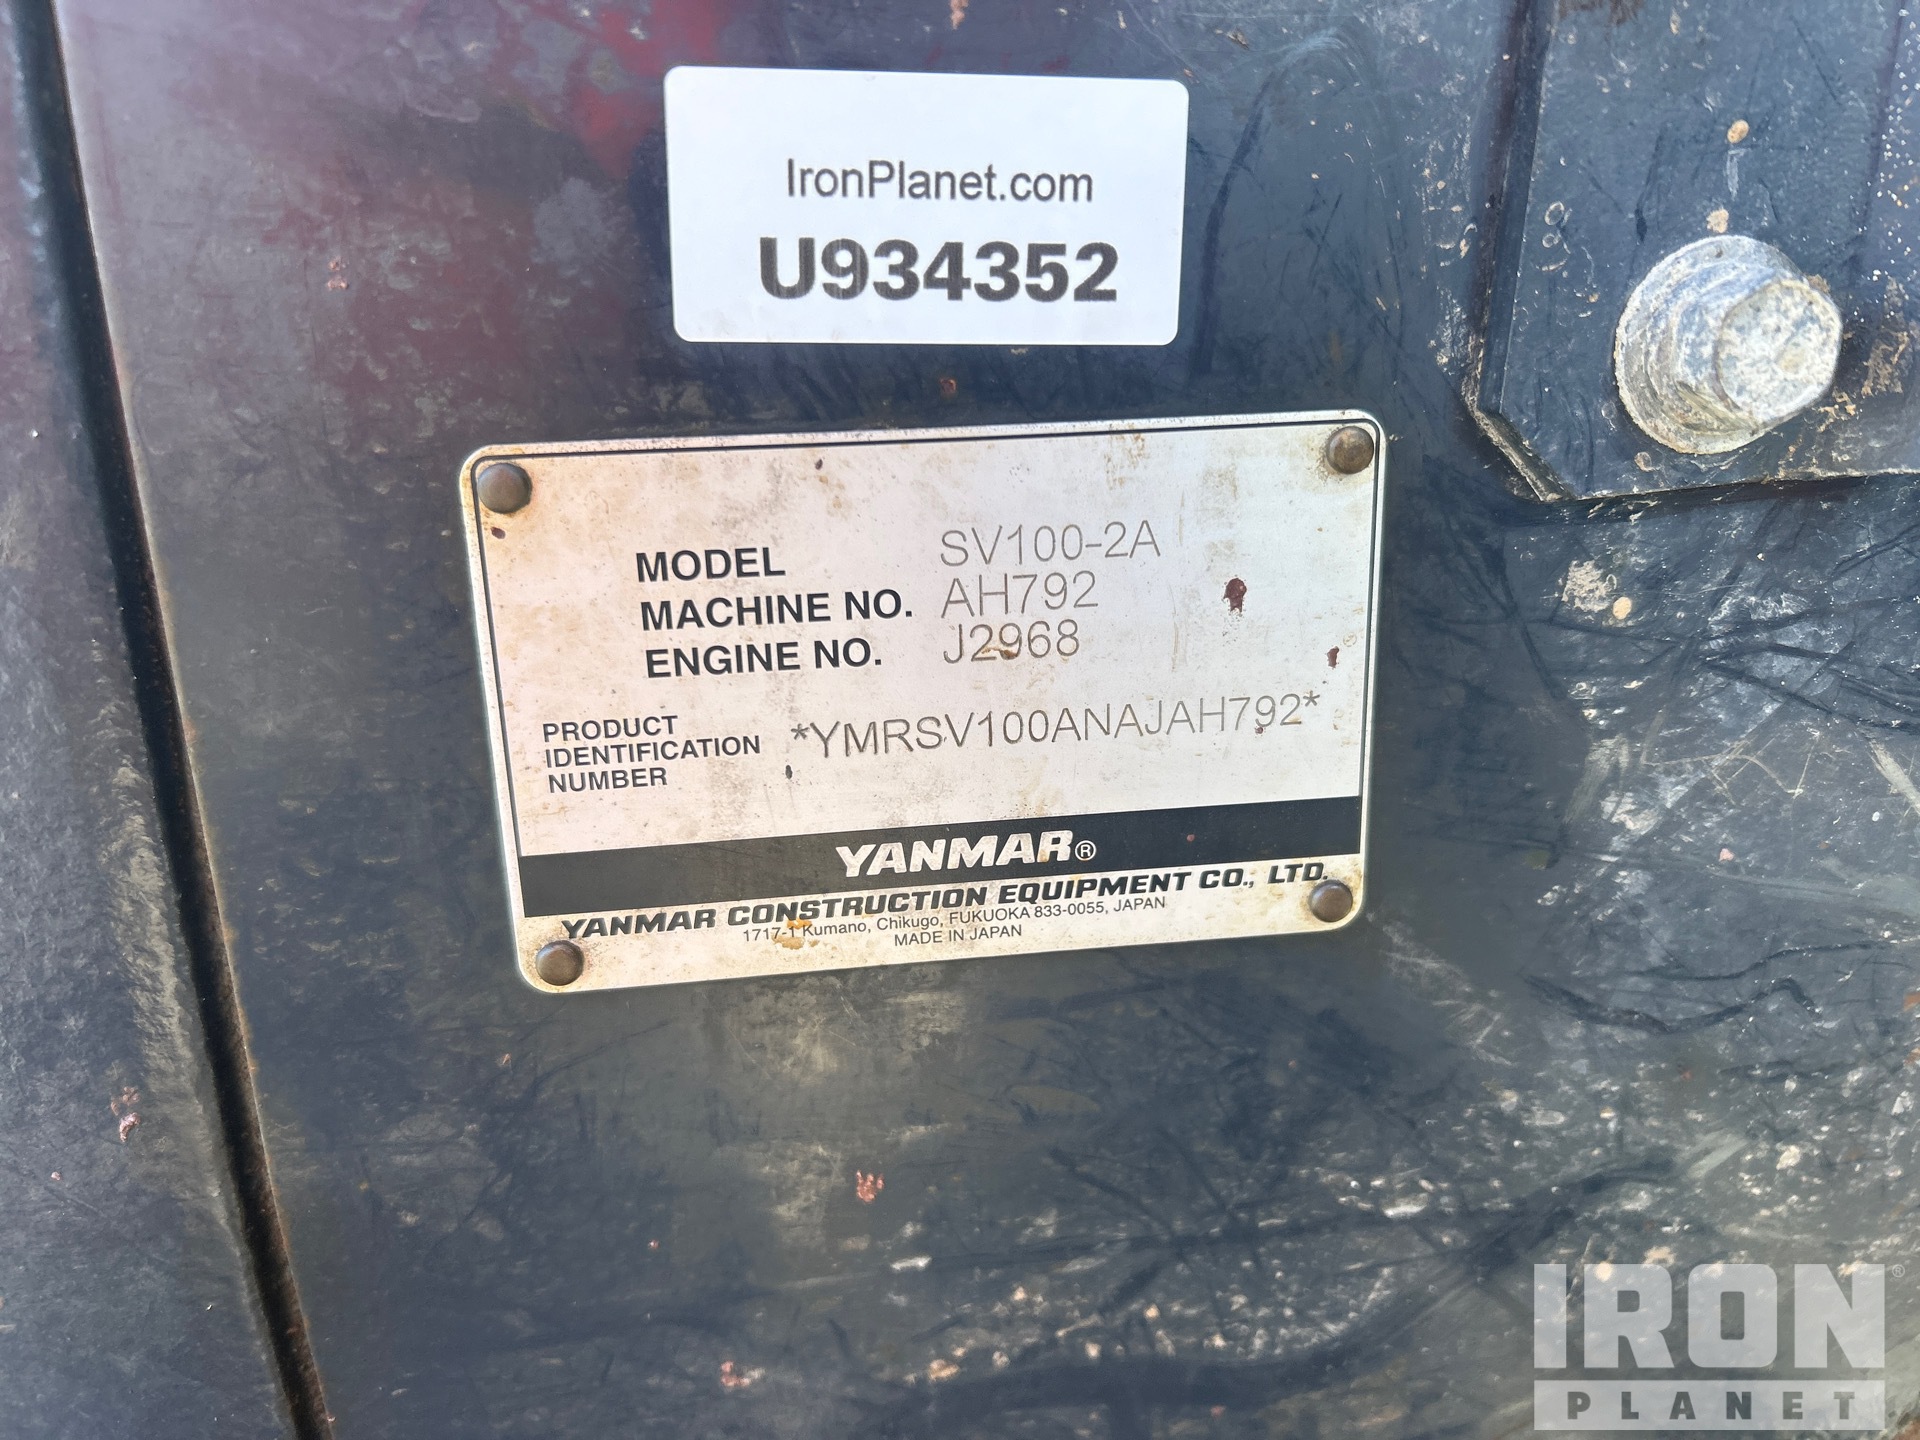 IronPlanet.com
U934352
MODEL SV100-2A
MACHINE NO. AH792
ENGINE NO. J2968
PRODUCT
IDENTIFICATION
NUMBER
*YMRSV100ANAJAH792*
YANMAR®
YANMAR CONSTRUCTION EQUIPMENT CO., LTD.
1717-1 Kumano, Chikugo, FUKUOKA 833-0055, JAPAN
MADE IN JAPAN
IRON®
PLANET